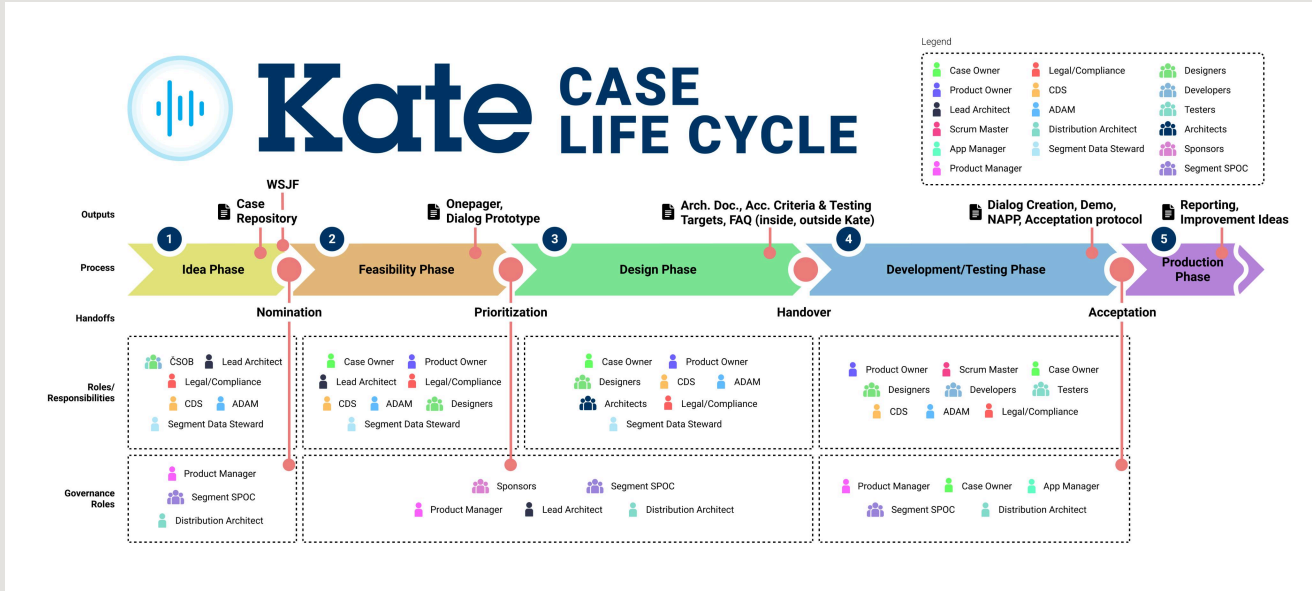 Legend
Case Owner
Legal/Compliance
Designers
Product Owner
CDS
Developers
Lead Architect
ADAM
Testers
Scrum Master
Distribution Architect
Architects
App Manager
Segment Data Steward
Sponsors
Product Manager
Segment SPOC
Kate
CASE
LIFE CYCLE
Outputs
WSJF
Case
Repository
Onepager,
Dialog Prototype
Arch. Doc., Acc. Criteria & Testing
Targets, FAQ (inside, outside Kate)
Dialog Creation, Demo,
NAPP, Acceptation protocol
Reporting,
Improvement Ideas
Process
1
Idea Phase
2
Feasibility Phase
3
Design Phase
4
Development/Testing Phase
5
Production
Phase
Handoffs
Nomination
Prioritization
Handover
Acceptation
Roles/
Responsibilities
ČSOB Lead Architect
Legal/Compliance
CDS ADAM
Segment Data Steward
Case Owner Product Owner
Lead Architect Legal/Compliance
CDS ADAM Designers
Segment Data Steward
Case Owner Product Owner
Designers CDS ADAM
Architects Legal/Compliance
Segment Data Steward
Product Owner Scrum Master Case Owner
Designers Developers Testers
CDS ADAM Legal/Compliance
Governance
Roles
Product Manager
Segment SPOC
Distribution Architect
Sponsors Segment SPOC
Product Manager Lead Architect Distribution Architect
Product Manager Case Owner App Manager
Segment SPOC Distribution Architect